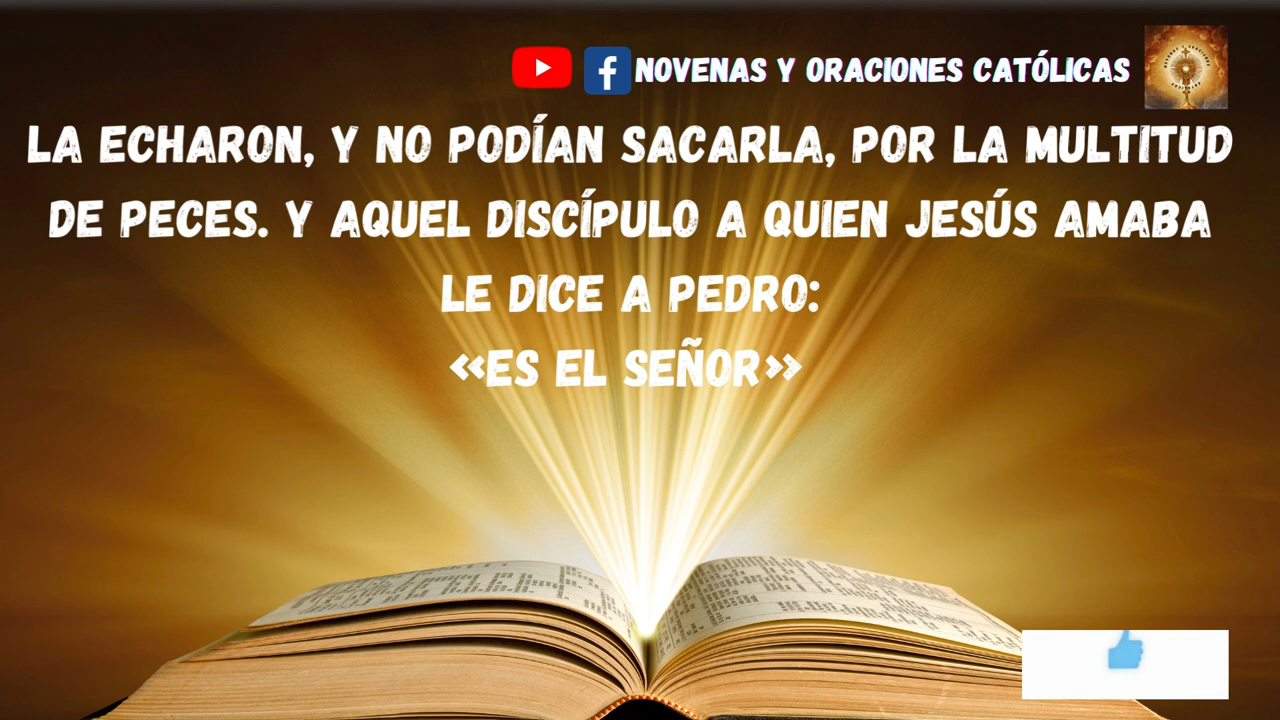 NOVENAS Y ORACIONES CATÓLICAS
LA ECHARON, Y NO PODÍAN SACARLA, POR LA MULTITUD
DE PECES. Y AQUEL DISCÍPULO A QUIEN JESÚS AMABA
LE DICE A PEDRO:
«ES EL SEÑOR»